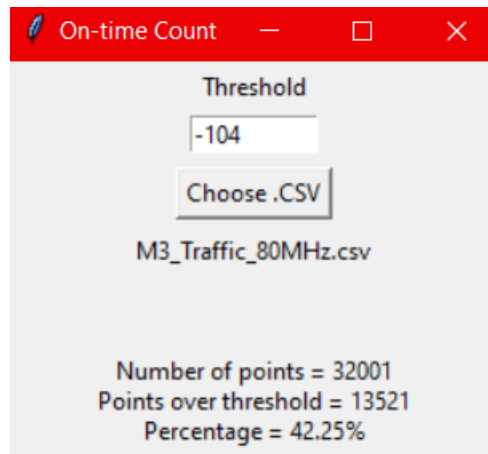 On-time Count
Threshold
-104
Choose .CSV
M3_Traffic_80MHz.csv
Number of points = 32001
Points over threshold = 13521
Percentage = 42.25%